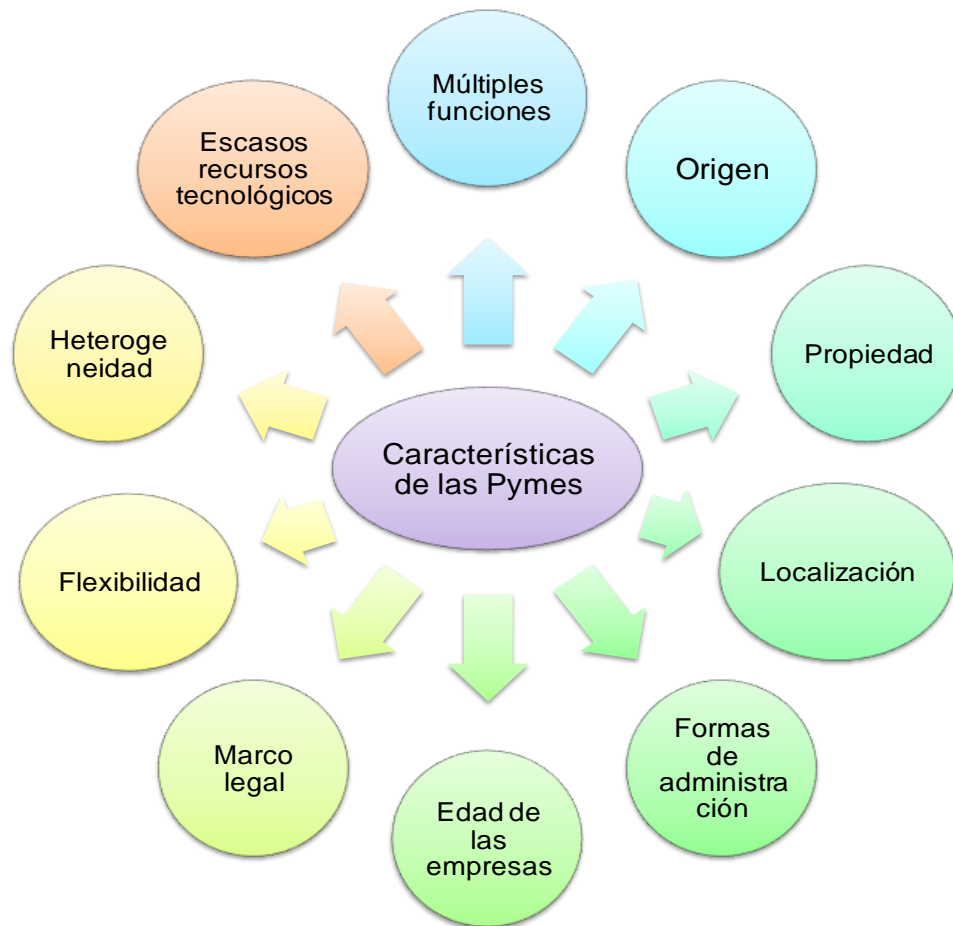 Múltiples
funciones
Origen
Propiedad
Localización
Formas
de
administra
ción
Edad de
las
empresas
Marco
legal
Flexibilidad
Heteroge
neidad
Escasos
recursos
tecnológicos
Característísticas
de las Pymes